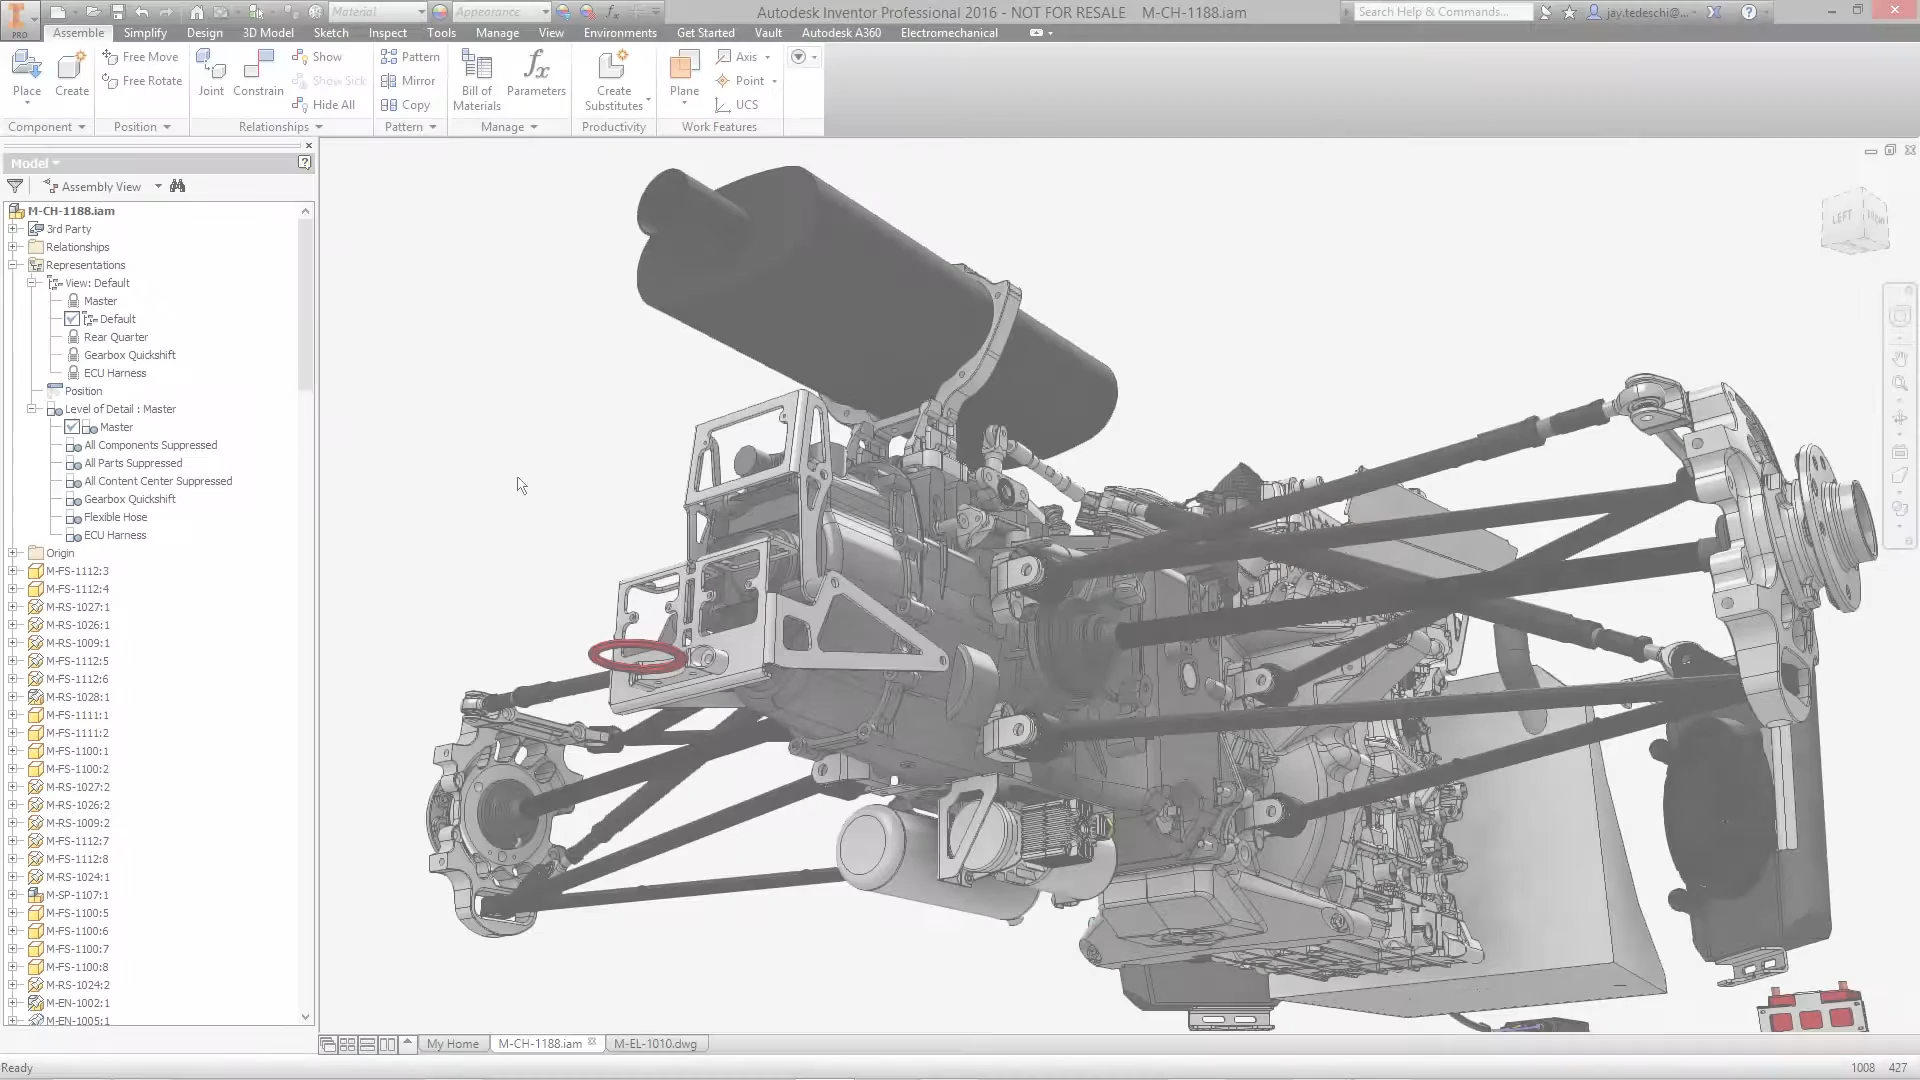 Material
Appearance
Autodesk Inventor Professional 2016 - NOT FOR RESALE M-CH-1188.iam
Search Help & Commands...
jay.tedeschi@...
PRO
Assemble Simplify Design 3D Model Sketch Inspect Tools Manage View Environments Get Started Vault Autodesk A360 Electromechanical
Place
Create
Free Move
Free Rotate
Joint
Constrain
Show
Show Sick
Hide All
Pattern
Mirror
Copy
Bill of
Materials
Parameters
Create
Substitutes
Plane
Axis
Point
UCS
Component Position Relationships Pattern Manage Productivity Work Features
Model
Assembly View
M-CH-1188.iam
3rd Party
Relationships
Representations
View: Default
Master
Default
Rear Quarter
Gearbox Quickshift
ECU Harness
Position
Level of Detail : Master
Master
All Components Suppressed
All Parts Suppressed
All Content Center Suppressed
Gearbox Quickshift
Flexible Hose
ECU Harness
Origin
M-FS-1112:3
M-FS-1112:4
M-RS-1027:1
M-RS-1026:1
M-RS-1009:1
M-FS-1112:5
M-FS-1112:6
M-RS-1028:1
M-FS-1111:1
M-FS-1111:2
M-FS-1100:1
M-FS-1100:2
M-RS-1027:2
M-RS-1026:2
M-RS-1009:2
M-FS-1112:7
M-FS-1112:8
M-RS-1024:1
M-SP-1107:1
M-FS-1100:5
M-FS-1100:6
M-FS-1100:7
M-FS-1100:8
M-RS-1024:2
M-EN-1002:1
M-EN-1005:1
LEFT
My Home M-CH-1188.iam M-EL-1010.dwg
Ready
1008 427